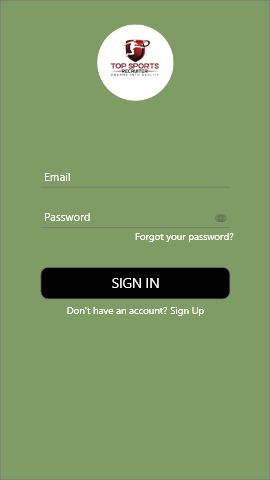 TOP SPORTS
RECRUITER
DREAMS INTO REALITY
Email
Password
Forgot your password?
SIGN IN
Don't have an account? Sign Up